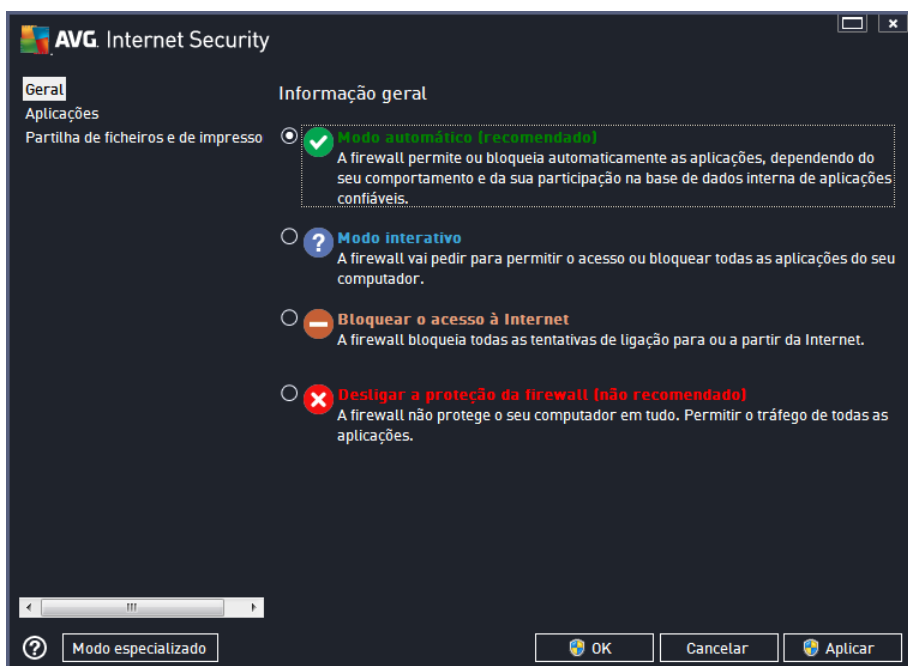 AVG. Internet Security
Geral
Aplicações
Partilha de ficheiros e de impresso
Informação geral
Modo automático (recomendado)
A firewall permite ou bloqueia automaticamente as aplicações, dependendo do
seu comportamento e da sua participação na base de dados interna de aplicações
confiáveis.
Modo interativo
A firewall vai pedir para permitir o acesso ou bloquear todas as aplicações do seu
computador.
Bloquear o acesso à Internet
A firewall bloqueia todas as tentativas de ligação para ou a partir da Internet.
Desligar a proteção da firewall (não recomendado)
A firewall não protege o seu computador em tudo. Permitir o tráfego de todas as
aplicações.
Modo especializado
OK
Cancelar
Aplicar